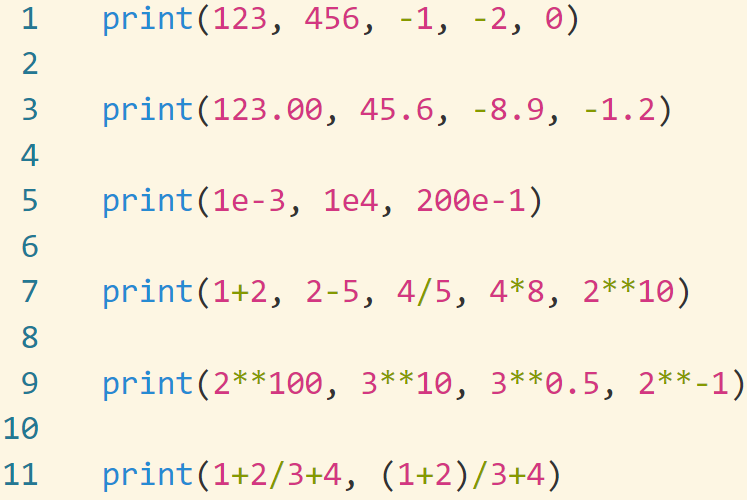 1 print(123, 456, -1, -2, 0)
2
3 print(123.00, 45.6, -8.9, -1.2)
4
5 print(1e-3, 1e4, 200e-1)
6
7 print(1+2, 2-5, 4/5, 4*8, 2**10)
8
9 print(2**100, 3**10, 3**0.5, 2**-1)
10
11 print(1+2/3+4, (1+2)/3+4)